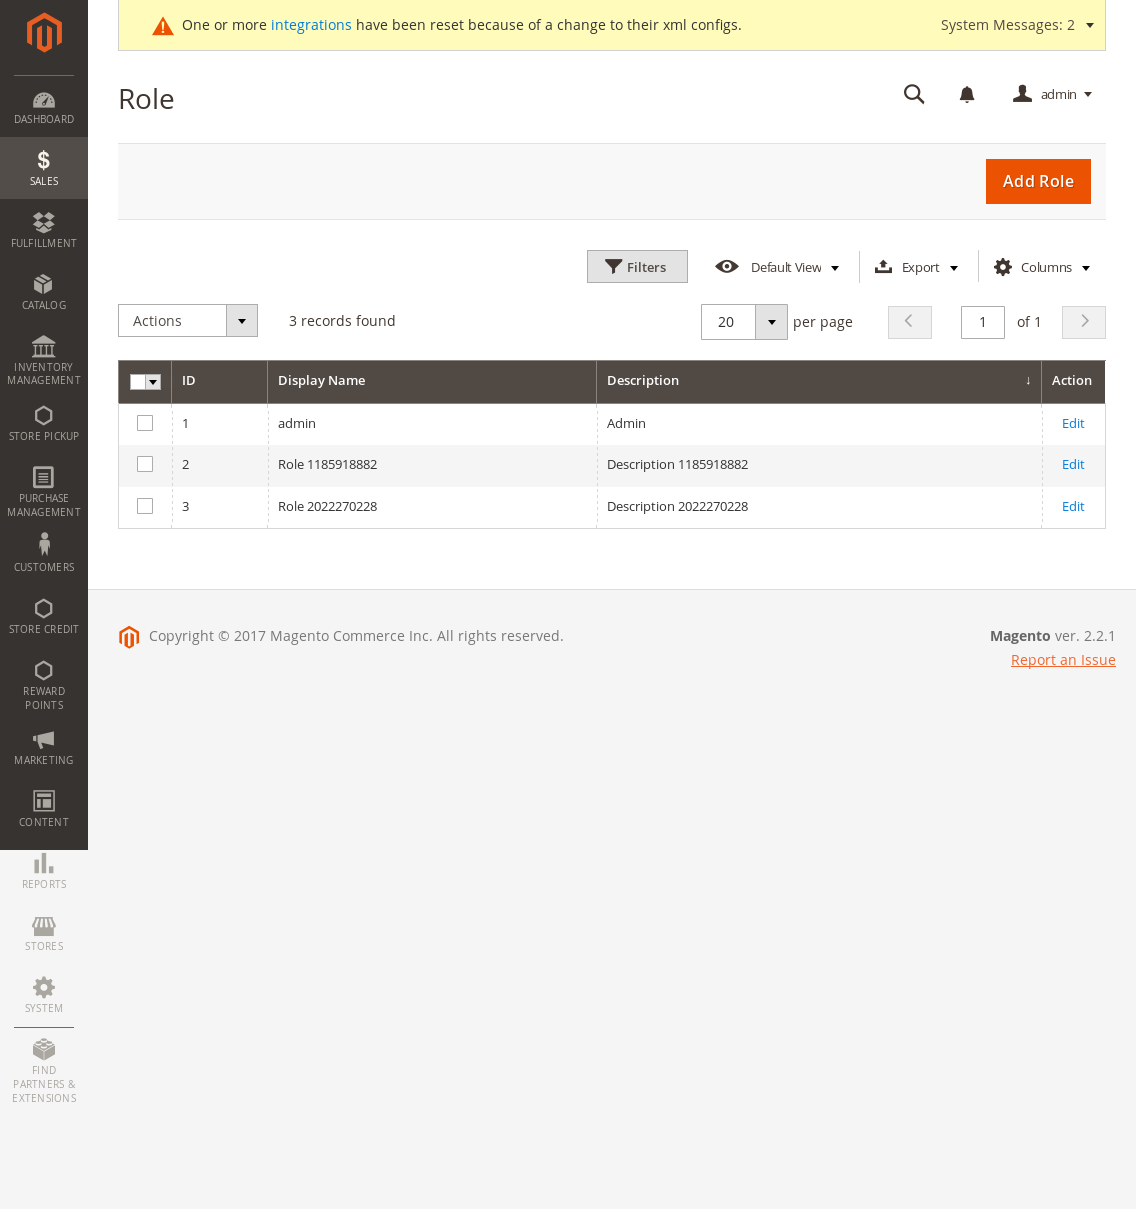 One or more integrations have been reset because of a change to their xml configs.
System Messages: 2
Role
admin
DASHBOARD
SALES
FULFILLMENT
CATALOG
INVENTORY
MANAGEMENT
STORE PICKUP
PURCHASE
MANAGEMENT
CUSTOMERS
STORE CREDIT
REWARD
POINTS
MARKETING
CONTENT
REPORTS
STORES
SYSTEM
FIND
PARTNERS &
EXTENSIONS
Add Role
Filters
Default View
Export
Columns
Actions
3 records found
20 per page
1 of 1
ID Display Name Description ↓ Action
1 admin Admin Edit
2 Role 1185918882 Description 1185918882 Edit
3 Role 2022270228 Description 2022270228 Edit
Copyright © 2017 Magento Commerce Inc. All rights reserved.
Magento ver. 2.2.1
Report an Issue